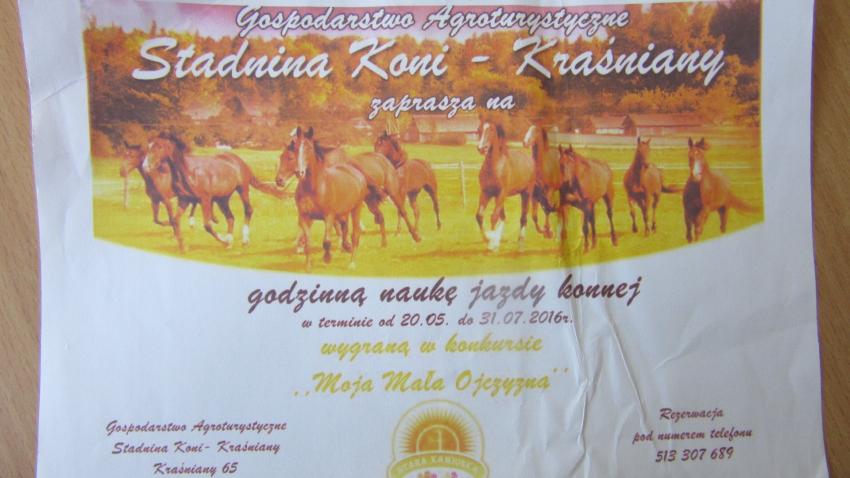 Gospodarstwo Agroturystyczne
Stadnina Koni - Kraśniany
zaprasza na
godzinną naukę jazdy konnej
w terminie od 20.05. do 31.07.2016r.
wygraną w konkursie
,,Moja Mała Ojczyzna''
Gospodarstwo Agroturystyczne
Stadnina Koni- Kraśniany
Kraśniany 65
STARA KAMIONKA
Rezerwacja
pod numerem telefonu
513 307 689